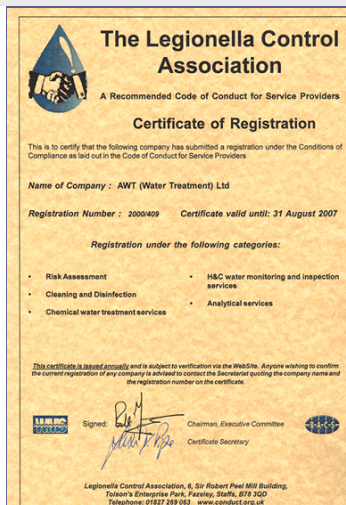 The Legionella Control
Association
A Recommended Code of Conduct for Service Providers
Certificate of Registration
This is to certify that the following company has submitted a registration under the Conditions of
Compliance as laid out in the Code of Conduct for Service Providers
Name of Company : AWT (Water Treatment) Ltd
Registration Number : 2000/409 Certificate valid until: 31 August 2007
Registration under the following categories:
• Risk Assessment
• Cleaning and Disinfection
• Chemical water treatment services
• H&C water monitoring and inspection
services
• Analytical services
This certificate is issued annually and is subject to verification via the WebSite. Anyone wishing to confirm
the current registration of any company is advised to contact the Secretariat quoting the company name and
the registration number on the certificate.
Signed:
Chairman, Executive Committee
Certificate Secretary
BACS
Legionella Control Association, 6, Sir Robert Peel Mill Building,
Tolson's Enterprise Park, Fazeley, Staffs, B78 3QD
Telephone: 01827 269 063 www.conduct.org.uk